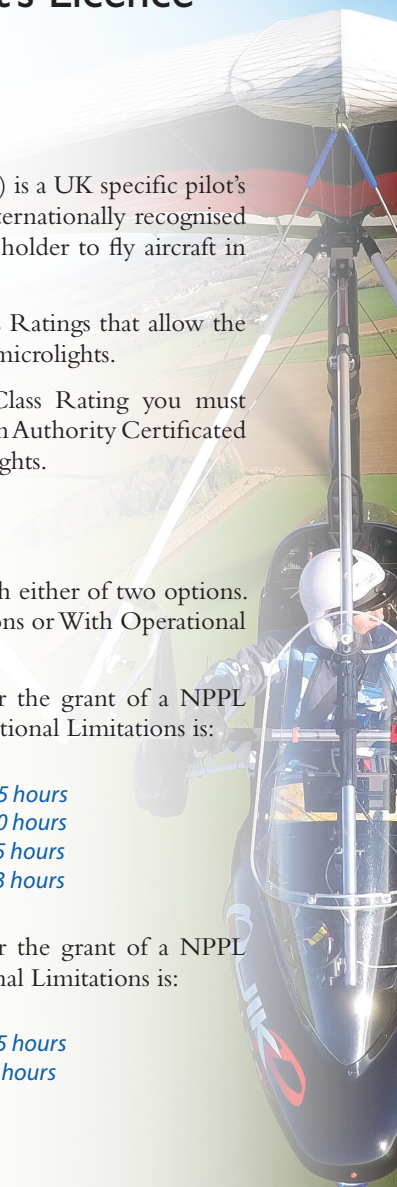 t's Licence
) is a UK specific pilot's
ternationally recognised
holder to fly aircraft in
Ratings that allow the
microlights.
Class Rating you must
n Authority Certificated
ghts.
h either of two options.
ons or With Operational
r the grant of a NPPL
ational Limitations is:
5 hours
0 hours
5 hours
3 hours
r the grant of a NPPL
nal Limitations is:
5 hours
hours
QUIK